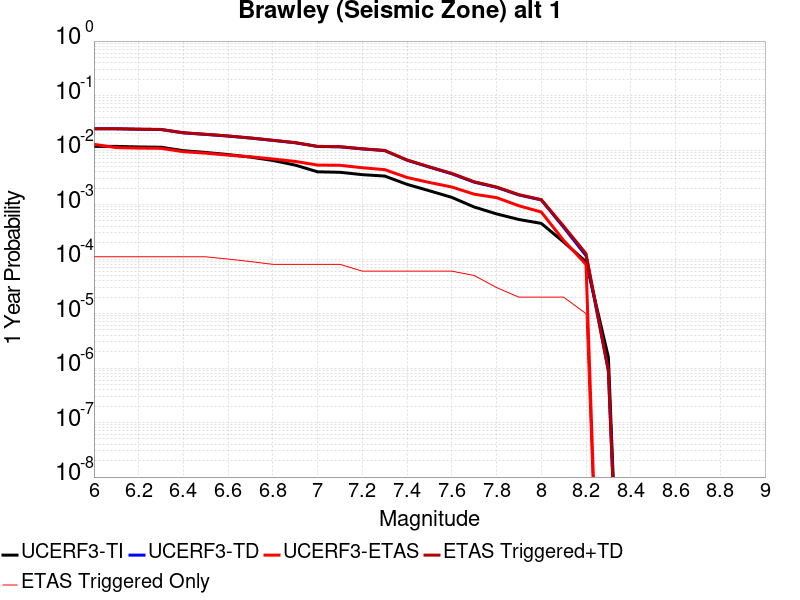 Brawley (Seismic Zone) alt 1
10^0
10^-1
10^-2
10^-3
10^-4
10^-5
10^-6
10^-7
10^-8
1 Year Probability
6 6.2 6.4 6.6 6.8 7 7.2 7.4 7.6 7.8 8 8.2 8.4 8.6 8.8 9
Magnitude
UCERF3-TI UCERF3-TD UCERF3-ETAS ETAS Triggered+TD
ETAS Triggered Only